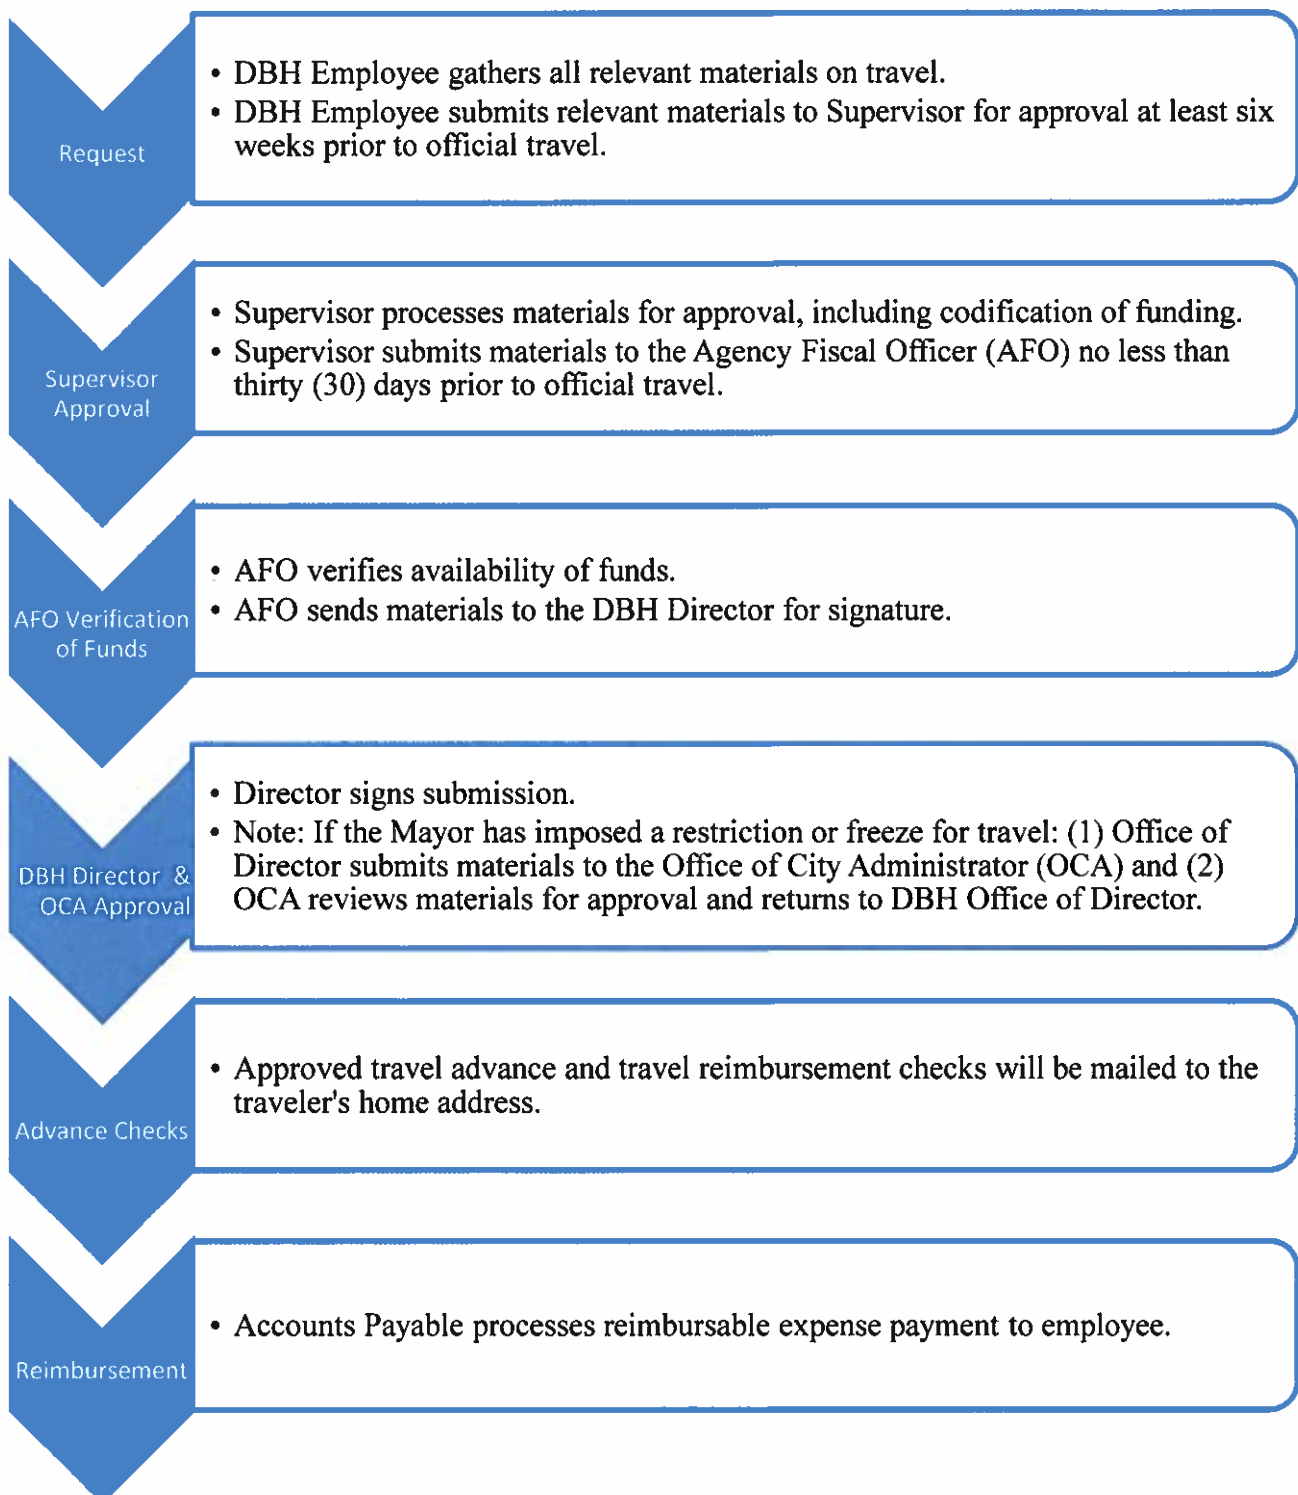 Request
• DBH Employee gathers all relevant materials on travel.
• DBH Employee submits relevant materials to Supervisor for approval at least six
weeks prior to official travel.
Supervisor
Approval
• Supervisor processes materials for approval, including codification of funding.
• Supervisor submits materials to the Agency Fiscal Officer (AFO) no less than
thirty (30) days prior to official travel.
AFO Verification
of Funds
• AFO verifies availability of funds.
• AFO sends materials to the DBH Director for signature.
DBH Director &
OCA Approval
• Director signs submission.
• Note: If the Mayor has imposed a restriction or freeze for travel: (1) Office of
Director submits materials to the Office of City Administrator (OCA) and (2)
OCA reviews materials for approval and returns to DBH Office of Director.
Advance Checks
• Approved travel advance and travel reimbursement checks will be mailed to the
traveler's home address.
Reimbursement
• Accounts Payable processes reimbursable expense payment to employee.